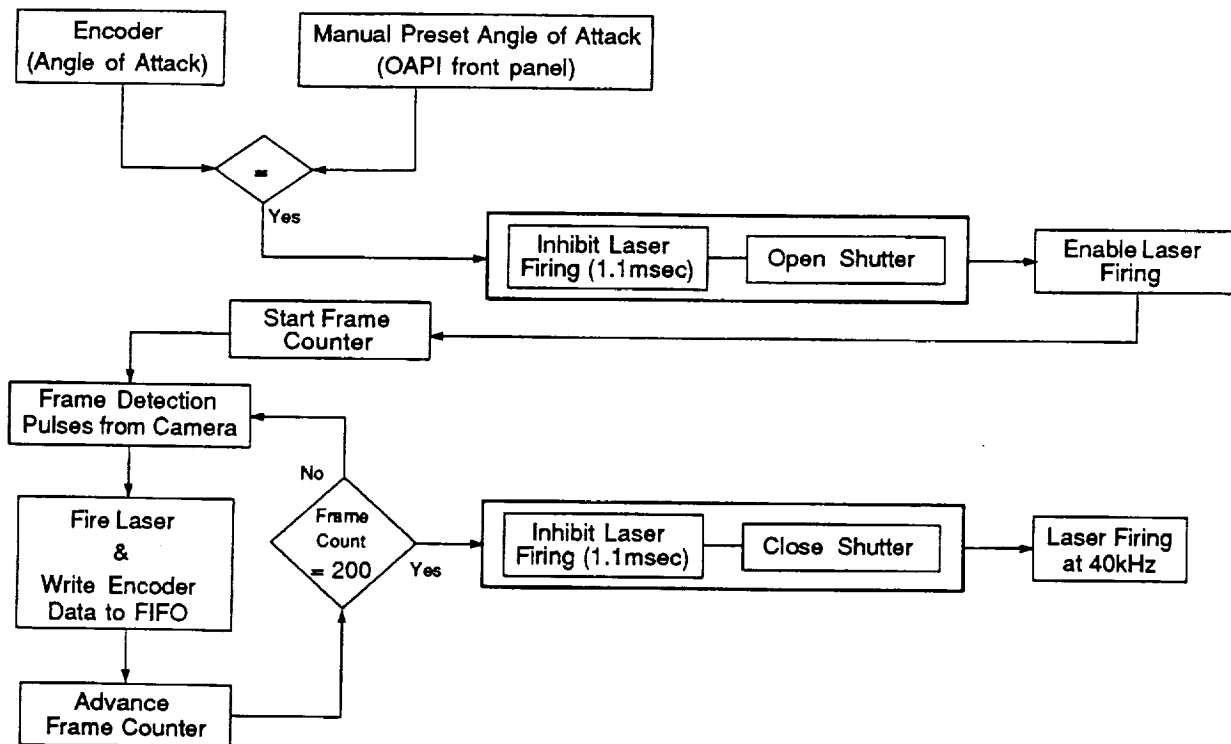 Encoder
(Angle of Attack)
Manual Preset Angle of Attack
(OAPI front panel)
=
Yes
Inhibit Laser
Firing (1.1msec)
Open Shutter
Enable Laser
Firing
Start Frame
Counter
Frame Detection
Pulses from Camera
No
Fire Laser
&
Write Encoder
Data to FIFO
Frame
Count
= 200
Yes
Inhibit Laser
Firing (1.1msec)
Close Shutter
Laser Firing
at 40kHz
Advance
Frame Counter